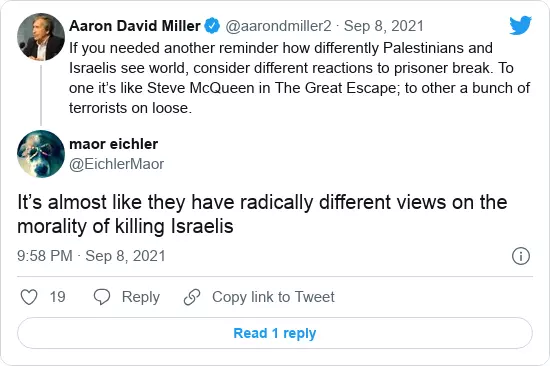 Aaron David Miller @aarondmiller2 · Sep 8, 2021
If you needed another reminder how differently Palestinians and
Israelis see world, consider different reactions to prisoner break. To
one it’s like Steve McQueen in The Great Escape; to other a bunch of
terrorists on loose.
maor eichler
@EichlerMaor
It’s almost like they have radically different views on the
morality of killing Israelis
9:58 PM · Sep 8, 2021
19 Reply Copy link to Tweet
Read 1 reply